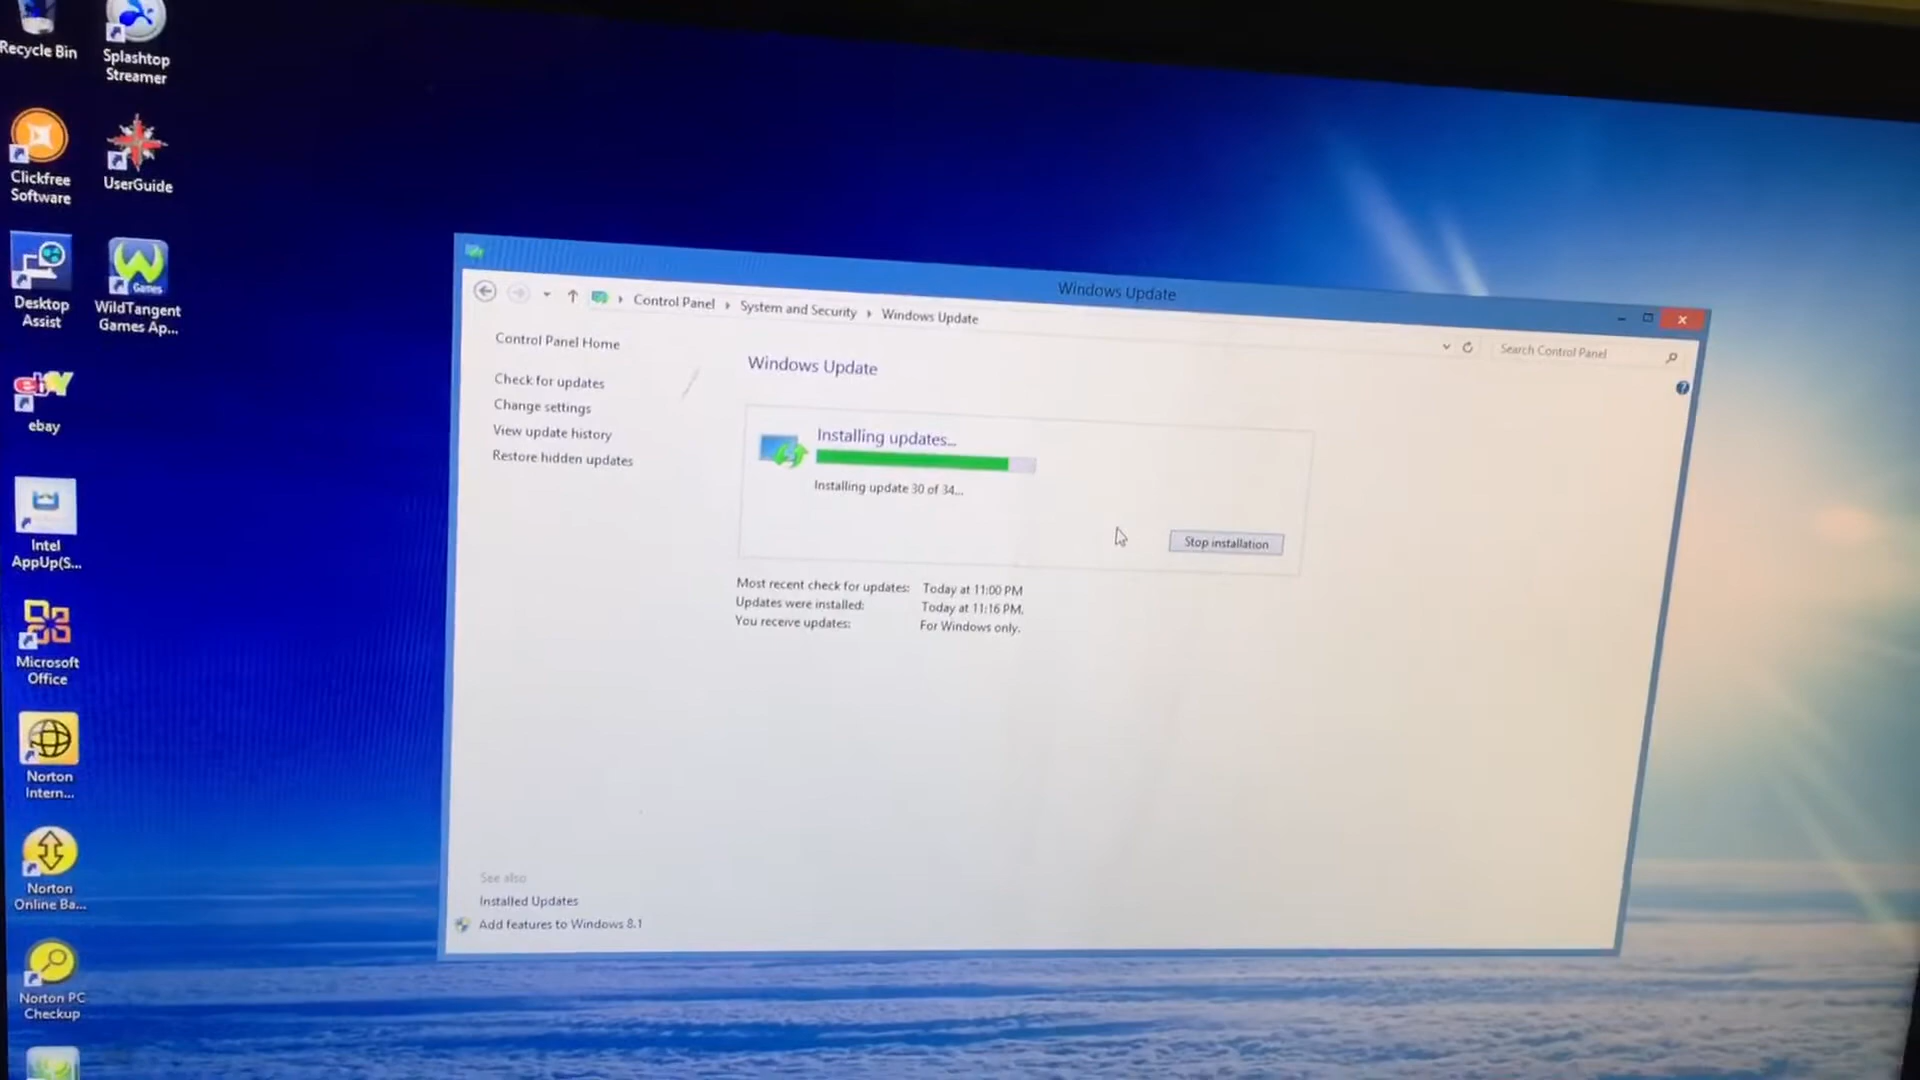 Recycle Bin
Splashtop
Streamer
Clickfree
Software
UserGuide
Desktop
Assist
Games
WildTangent
Games Ap...
ebY
ebay
Intel
AppUp(S...
Microsoft
Office
Norton
Intern...
Norton
Online Ba...
Norton PC
Checkup
Windows Update
Control Panel
System and Security
Windows Update
Search Control Panel
Control Panel Home
Check for updates
Change settings
View update history
Restore hidden updates
Windows Update
Installing updates...
Installing update 30 of 34...
Stop installation
Most recent check for updates: Today at 11:00 PM
Updates were installed: Today at 11:16 PM.
You receive updates: For Windows only.
See also
Installed Updates
Add features to Windows 8.1